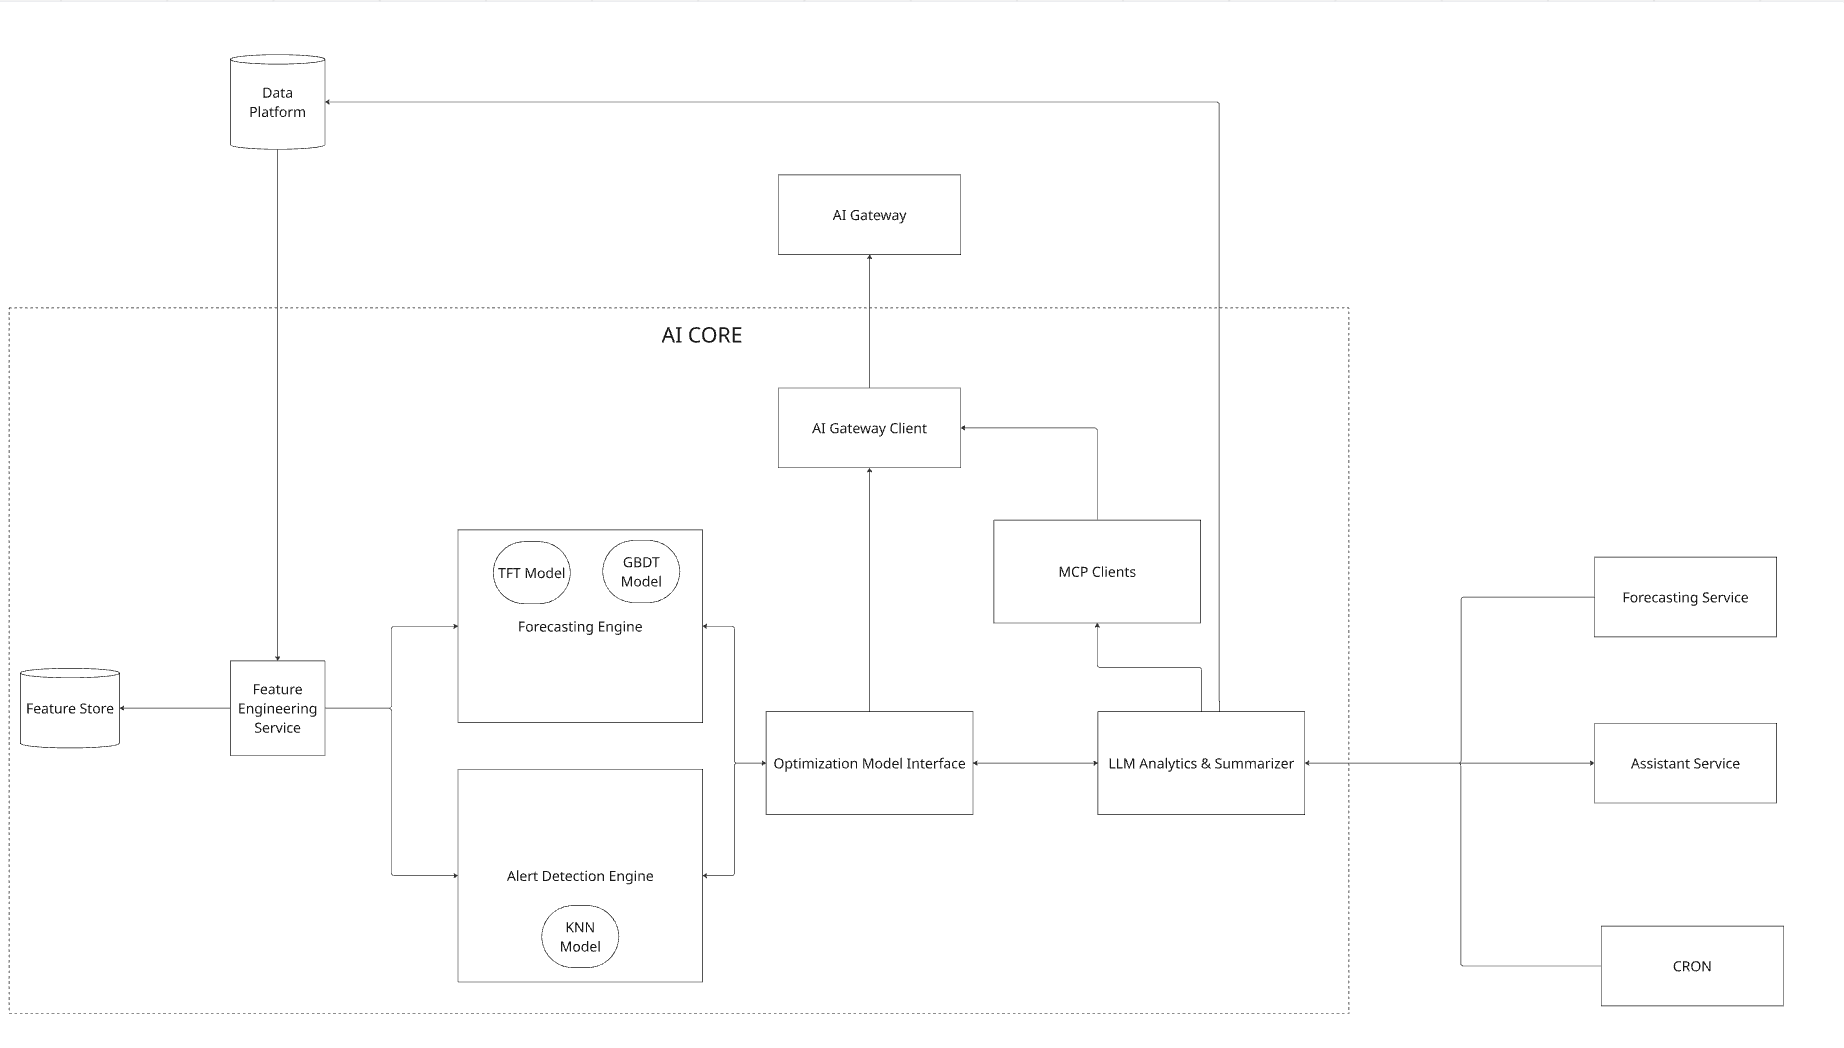 Data
Platform
AI Gateway
AI CORE
AI Gateway Client
TFT Model
GBDT
Model
Forecasting Engine
MCP Clients
Forecasting Service
Feature Store
Feature
Engineering
Service
Optimization Model Interface
LLM Analytics & Summarizer
Assistant Service
Alert Detection Engine
KNN
Model
CRON